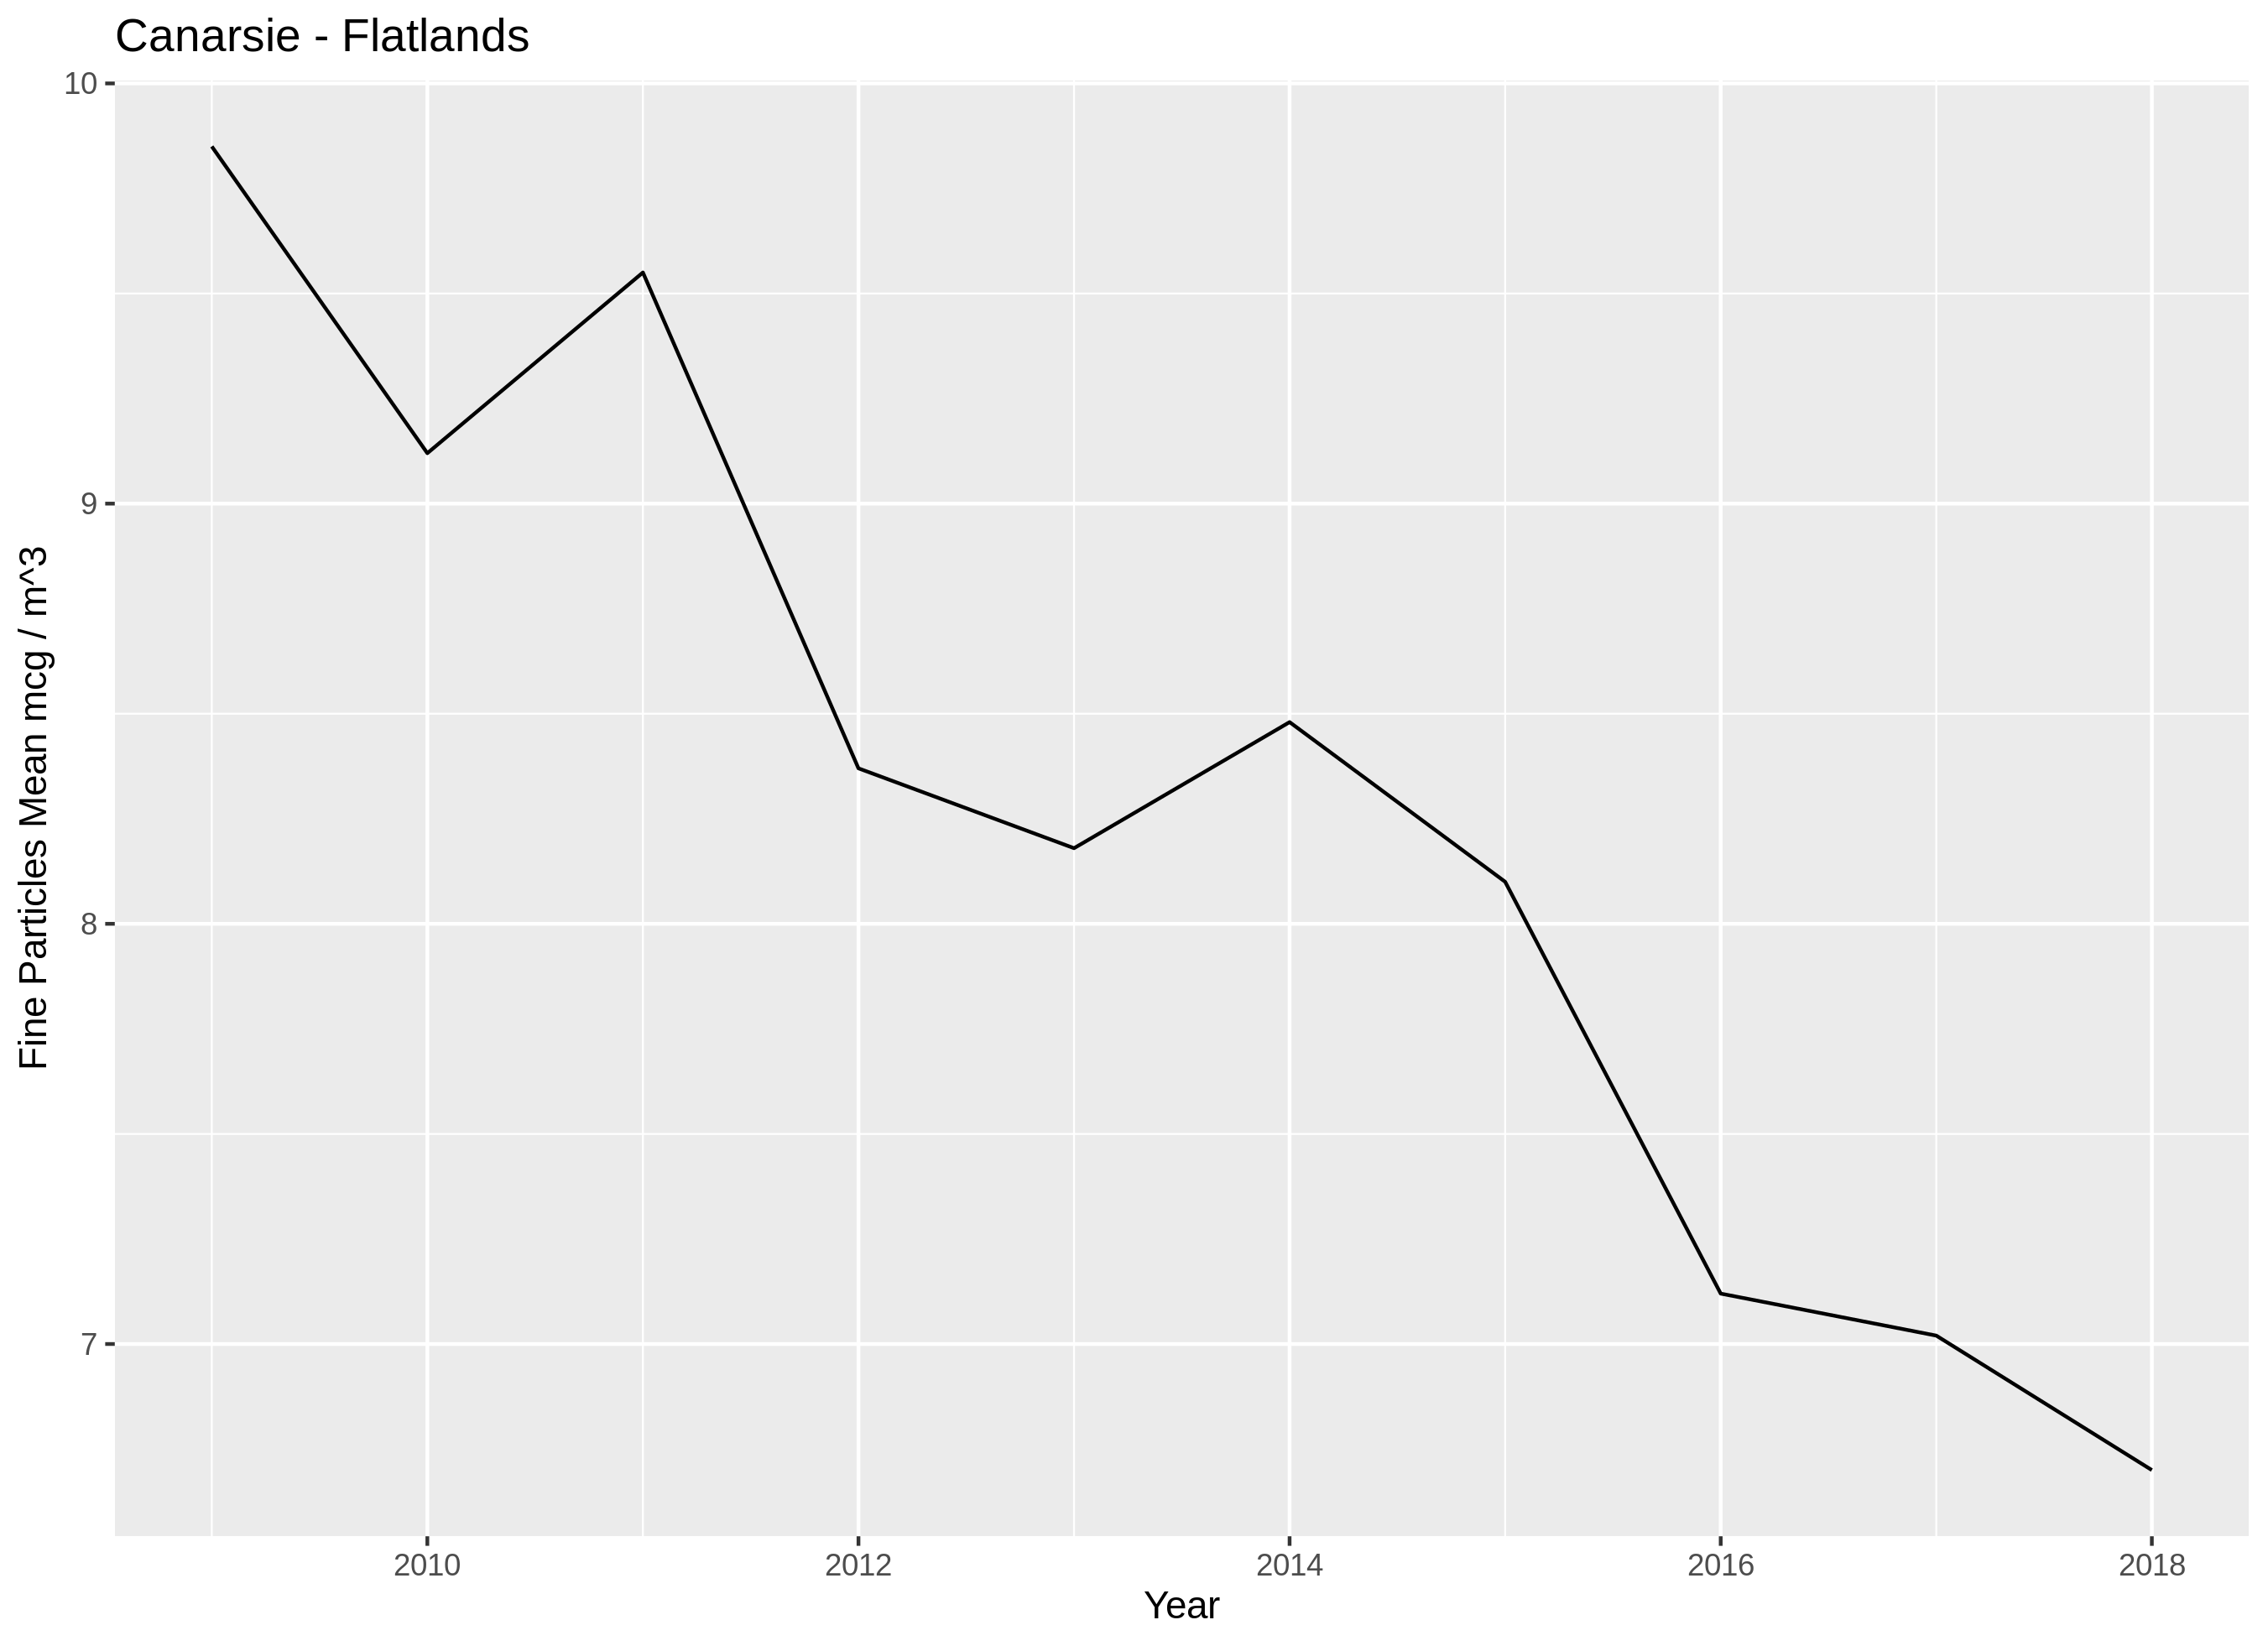 Canarsie - Flatlands
Fine Particles Mean mcg / m^3
10
9
8
7
2010 2012 2014 2016 2018
Year